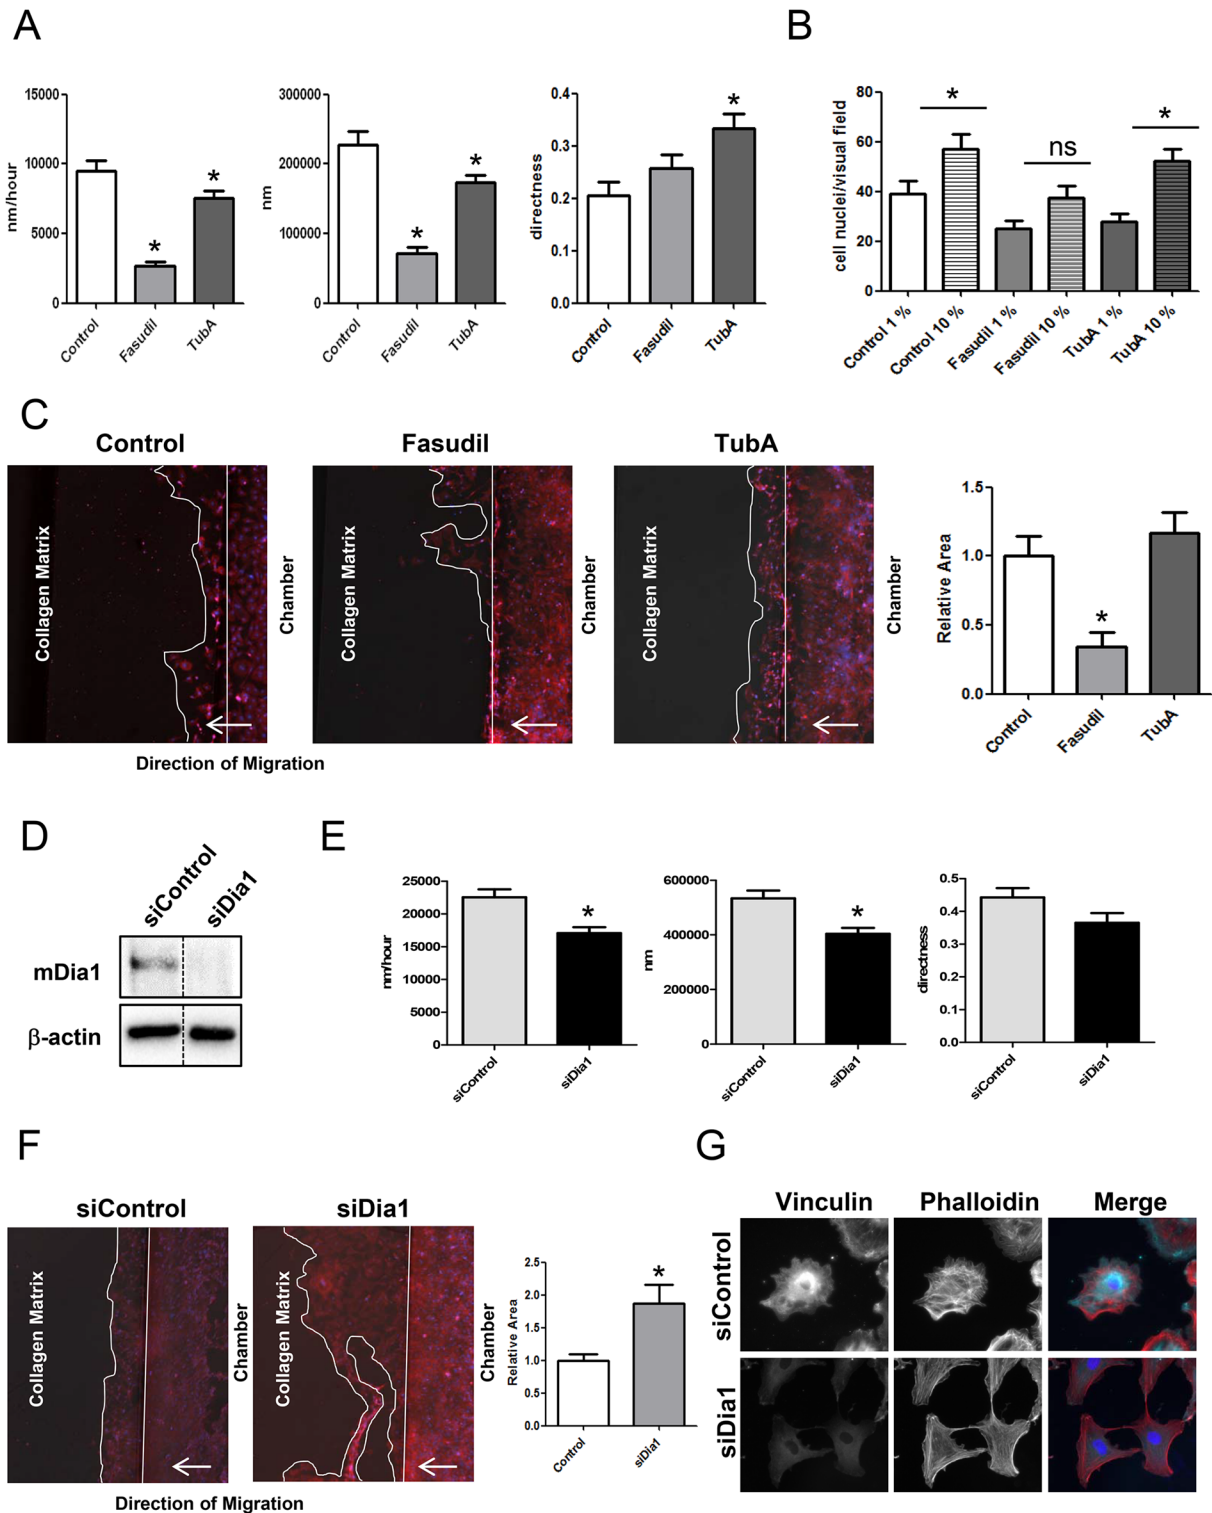 A
15000
10000
5000
0
nm/hour
*
*
Control
Fasudil
TubA
300000
200000
100000
0
nm
*
*
Control
Fasudil
TubA
0.4
0.3
0.2
0.1
0.0
directness
*
Control
Fasudil
TubA
B
80
60
40
20
0
cell nuclei/visual field
*
ns
*
Control 1 %
Control 10 %
Fasudil 1 %
Fasudil 10 %
TubA 1 %
TubA 10 %
C
Control
Collagen Matrix
Chamber
Fasudil
Collagen Matrix
Chamber
TubA
Collagen Matrix
Chamber
Direction of Migration
1.5
1.0
0.5
0.0
Relative Area
*
Control
Fasudil
TubA
D
siControl
siDia1
mDia1
β-actin
E
25000
20000
15000
10000
5000
0
nm/hour
*
siControl
siDia1
600000
400000
200000
0
nm
*
siControl
siDia1
0.5
0.4
0.3
0.2
0.1
0.0
directness
siControl
siDia1
F
siControl
Collagen Matrix
Chamber
siDia1
Collagen Matrix
Chamber
Direction of Migration
2.5
2.0
1.5
1.0
0.5
0.0
Relative Area
*
Control
siDia1
G
Vinculin
Phalloidin
Merge
siControl
siDia1